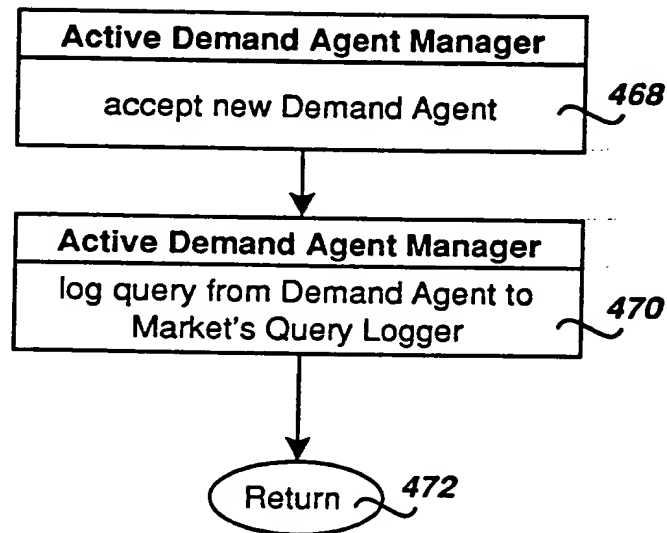 Active Demand Agent Manager
accept new Demand Agent
468
Active Demand Agent Manager
log query from Demand Agent to
Market's Query Logger
470
Return
472